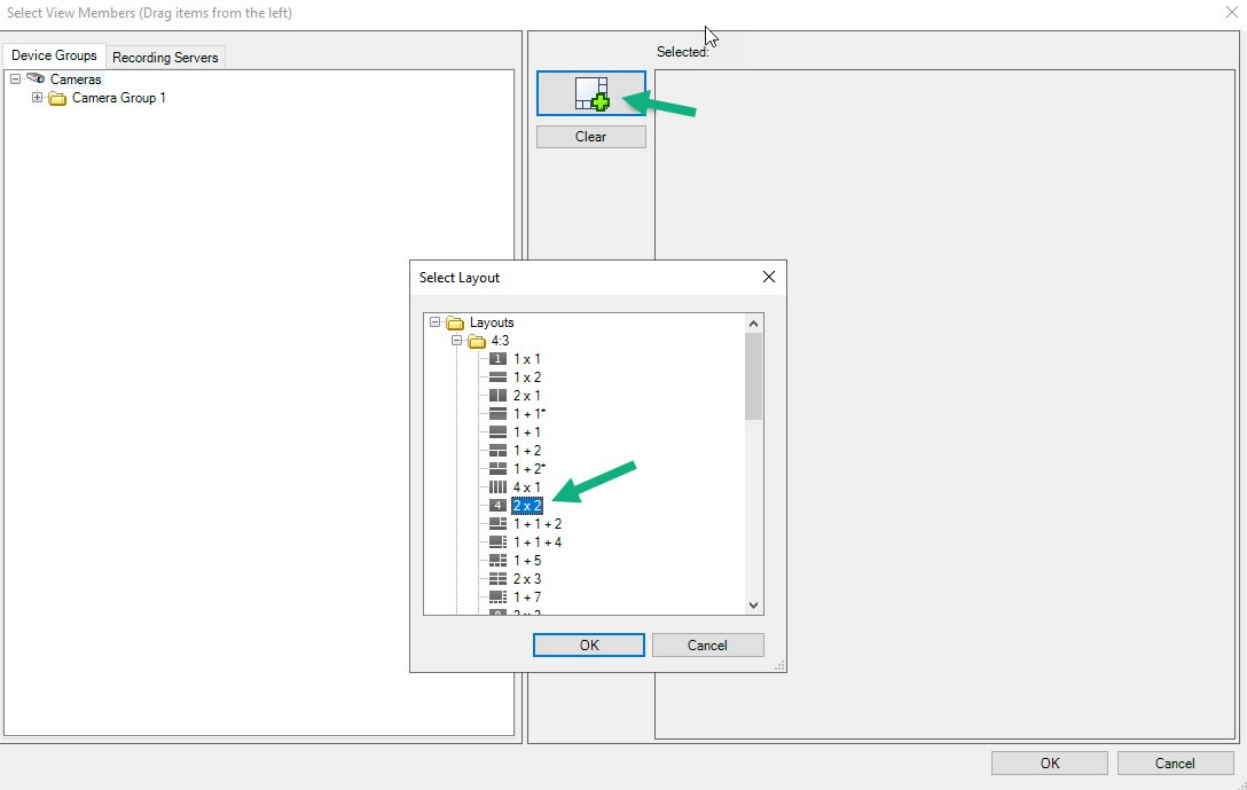 Select View Members (Drag items from the left)
Device Groups
Recording Servers
Selected:
Cameras
Camera Group 1
Clear
Select Layout
Layouts
4:3
1 1 x 1
1 x 2
2 x 1
1 + 1*
1 + 1
1 + 2
1 + 2*
4 x 1
4 2 x 2
1 + 1 + 2
1 + 1 + 4
1 + 5
2 x 3
1 + 7
OK
Cancel
OK
Cancel